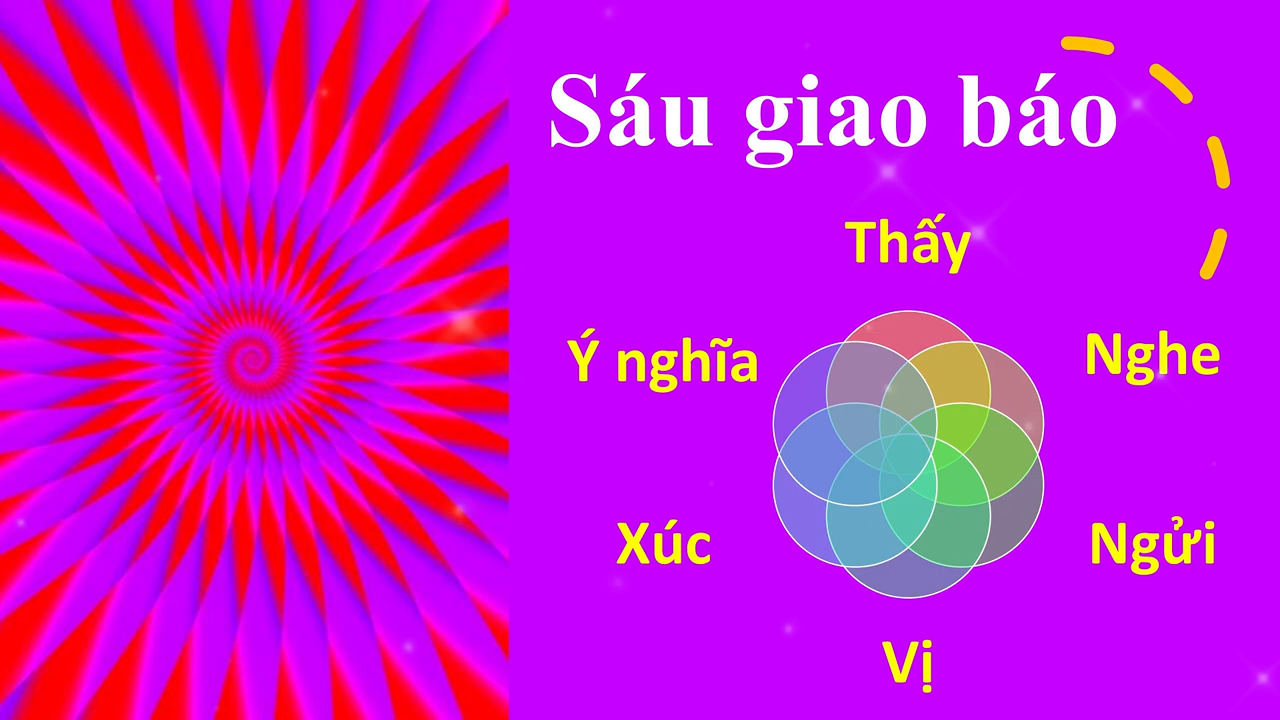 Sáu giao báo
Thấy
Ý nghĩa
Nghe
Xúc
Ngửi
Vị